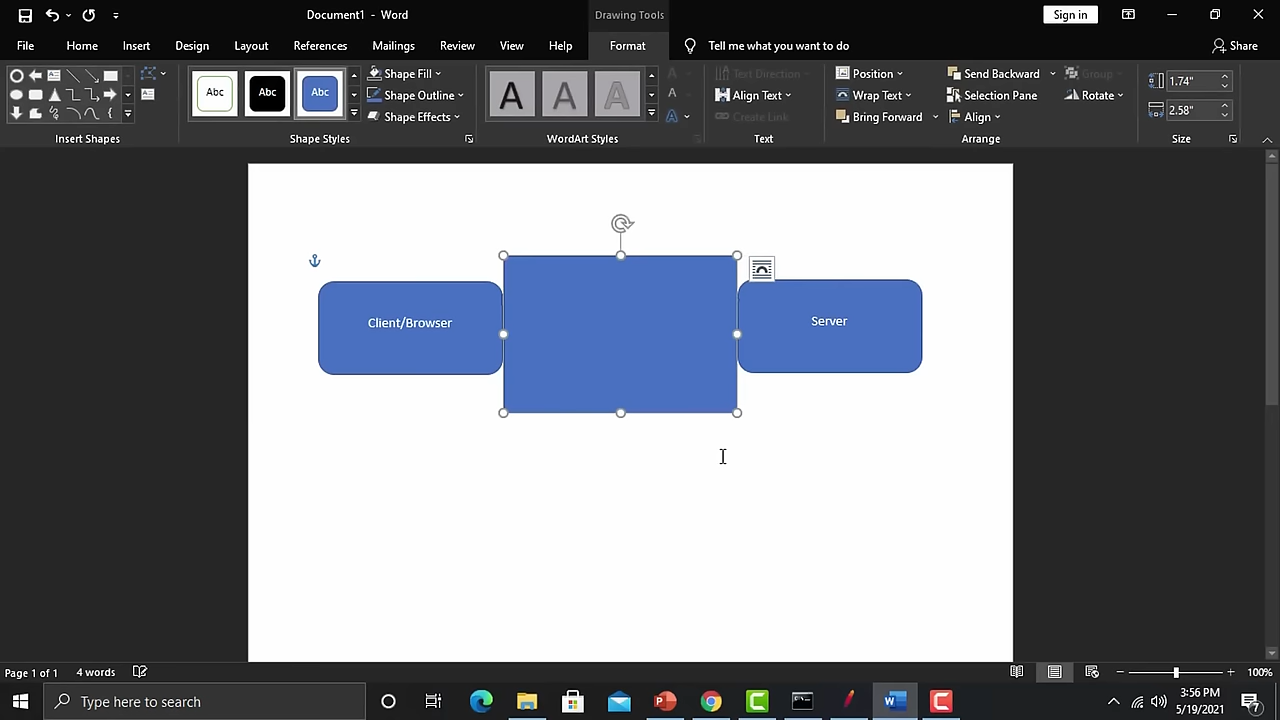 Document1 - Word
Drawing Tools
Sign in
File
Home
Insert
Design
Layout
References
Mailings
Review
View
Help
Format
Tell me what you want to do
Share
Abc
Abc
Abc
Shape Fill
Shape Outline
Shape Effects
A
A
A
A
A
A
Text Direction
Align Text
Create Link
Position
Wrap Text
Bring Forward
Send Backward
Selection Pane
Align
Group
Rotate
1.74"
2.58"
Insert Shapes
Shape Styles
WordArt Styles
Text
Arrange
Size
Client/Browser
Server
Page 1 of 1
4 words
100%
Type here to search
3:56 PM
5/19/2021
7